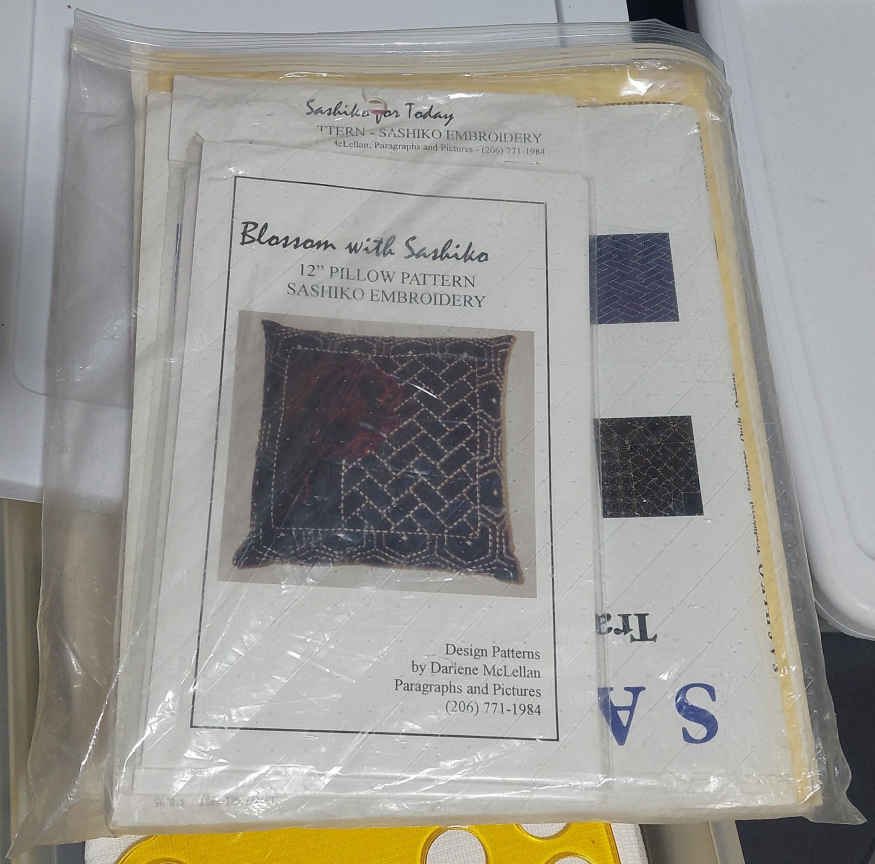 Sashiko for Today
TTERN - SASHIKO EMBROIDERY
McLellan, Paragraphs and Pictures - (206) 771-1984
Blossom with Sashiko
12" PILLOW PATTERN
SASHIKO EMBROIDERY
Design Patterns
by Darlene McLellan
Paragraphs and Pictures
(206) 771-1984
Tra
SA